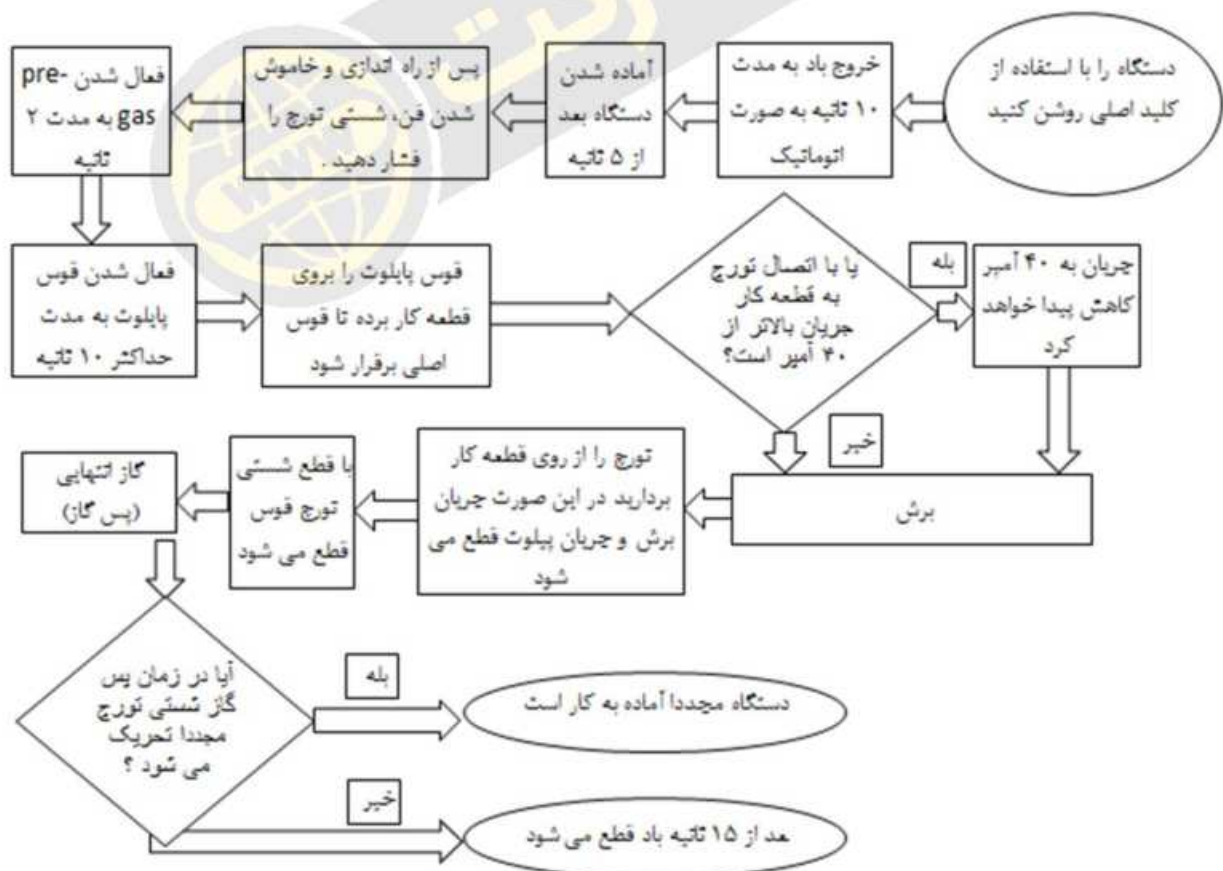 دستگاه را با استفاده از
کلید اصلی روشن کنید
خروج باد به مدت
۱۰ ثانیه به صورت
اتوماتیک
آماده شدن
دستگاه بعد
از ۵ ثانیه
پس از راه اندازی و خاموش
شدن فن، شستی تورچ را
فشار دهید .
فعال شدن pre-
gas به مدت ۲
ثانیه
فعال شدن قوس
پایلوت به مدت
حداکثر ۱۰ ثانیه
قوس پایلوت را بروی
قطعه کار برده تا قوس
اصلی برقرار شود
یا با اتصال تورچ
به قطعه کار
جریان بالاتر از
۴۰ آمپر است؟
بله
جریان به ۴۰ آمپر
کاهش پیدا خواهد
کرد
خیر
برش
تورچ را از روی قطعه کار
بردارید در این صورت جریان
برش و جریان پیلوت قطع می
شود
با قطع شستی
تورچ قوس
قطع می شود
گاز انتهایی
(پس گاز)
آیا در زمان پس
گاز شستی تورچ
مجددا تحریک
می شود ؟
بله
دستگاه مجددا آماده به کار است
خیر
عد از ۱۵ ثانیه باد قطع می شود
www